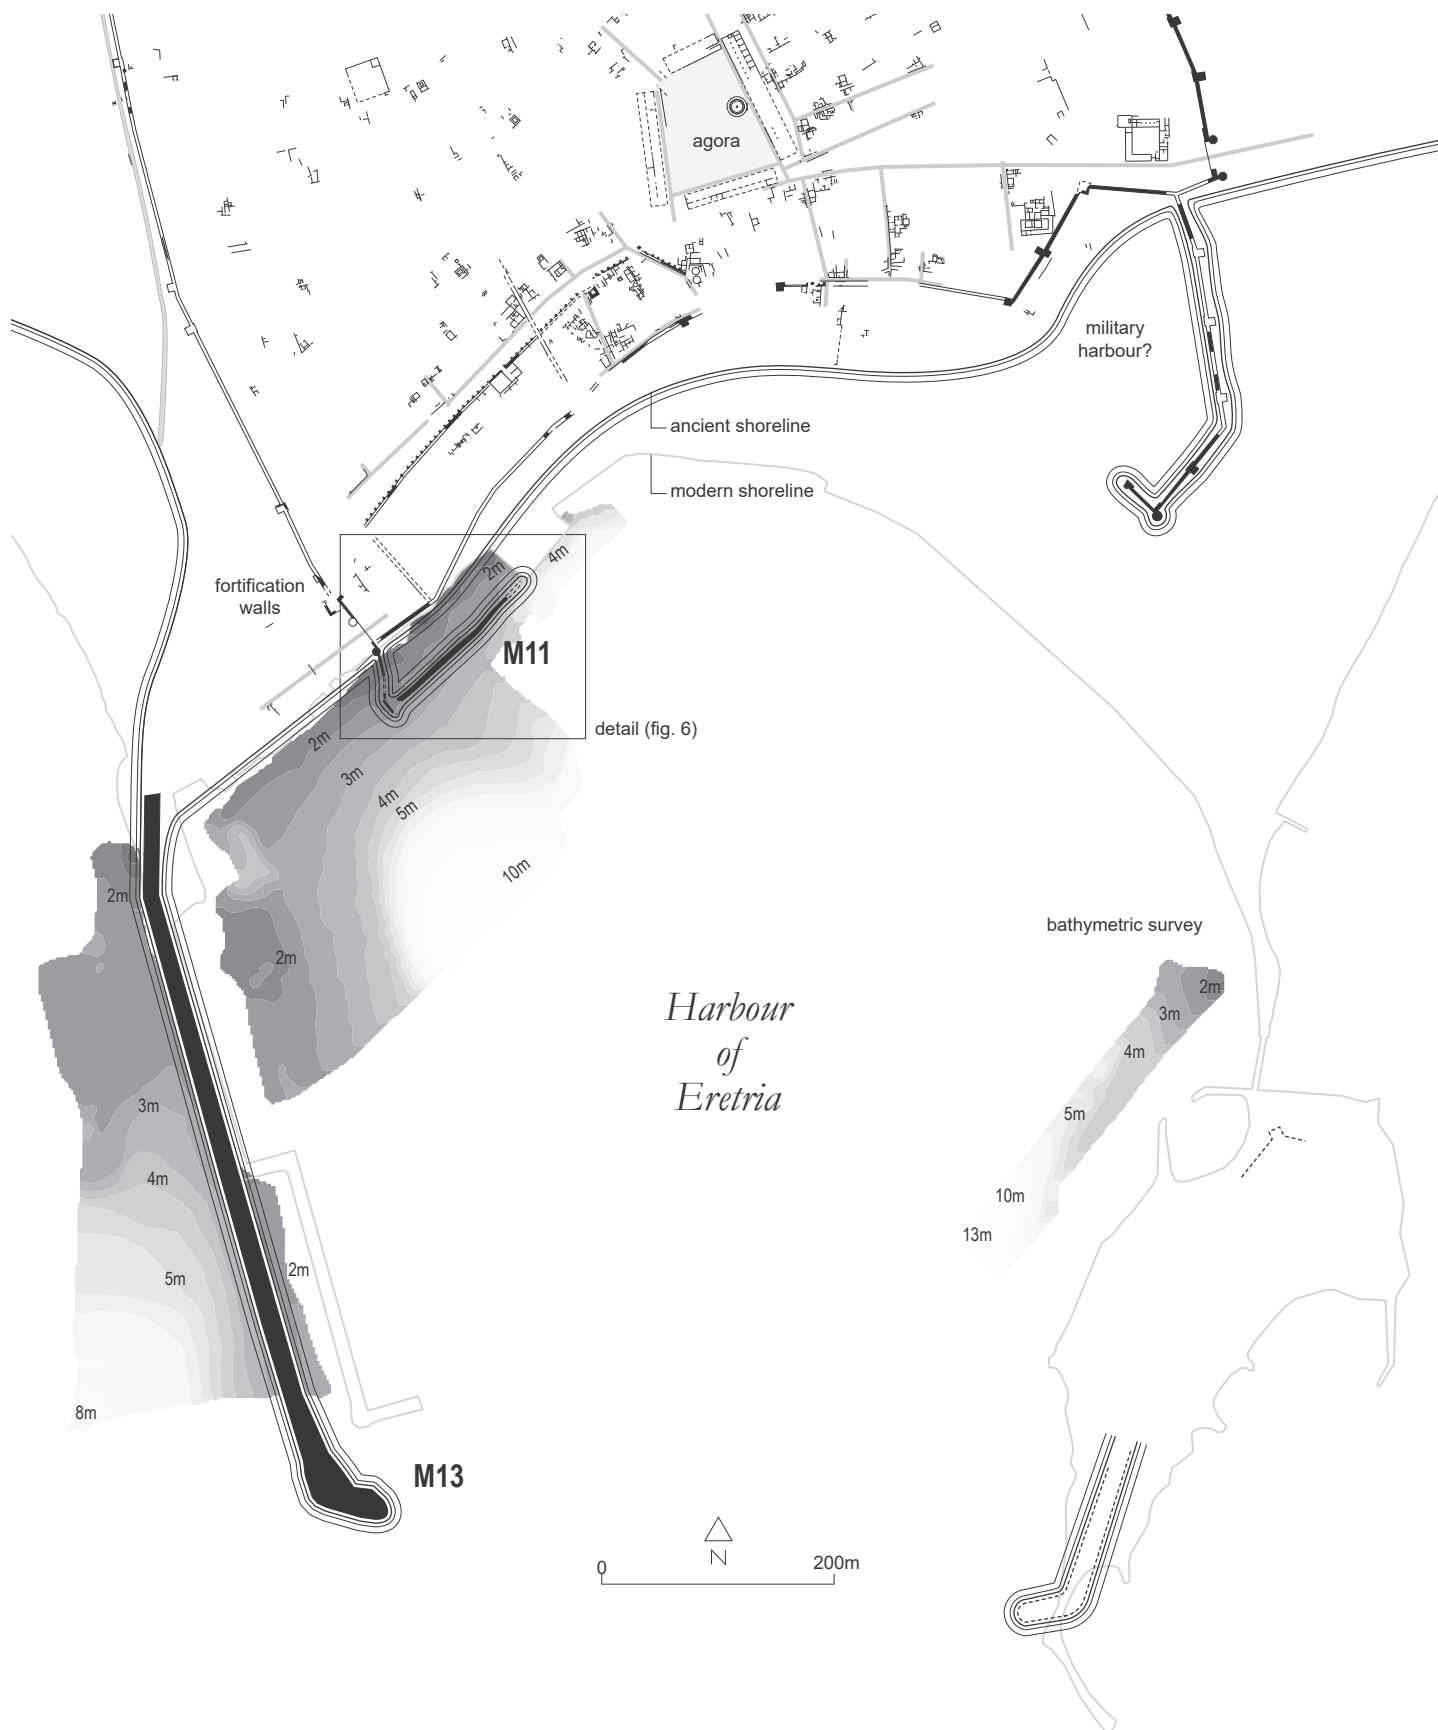 agora
military
harbour?
ancient shoreline
modern shoreline
4m
2m
fortification
walls
M11
detail (fig. 6)
2m
3m
4m
5m
10m
2m
bathymetric survey
2m
Harbour
of
Eretria
2m
3m
4m
5m
10m
13m
3m
4m
5m
2m
8m
M13
N
0
200m